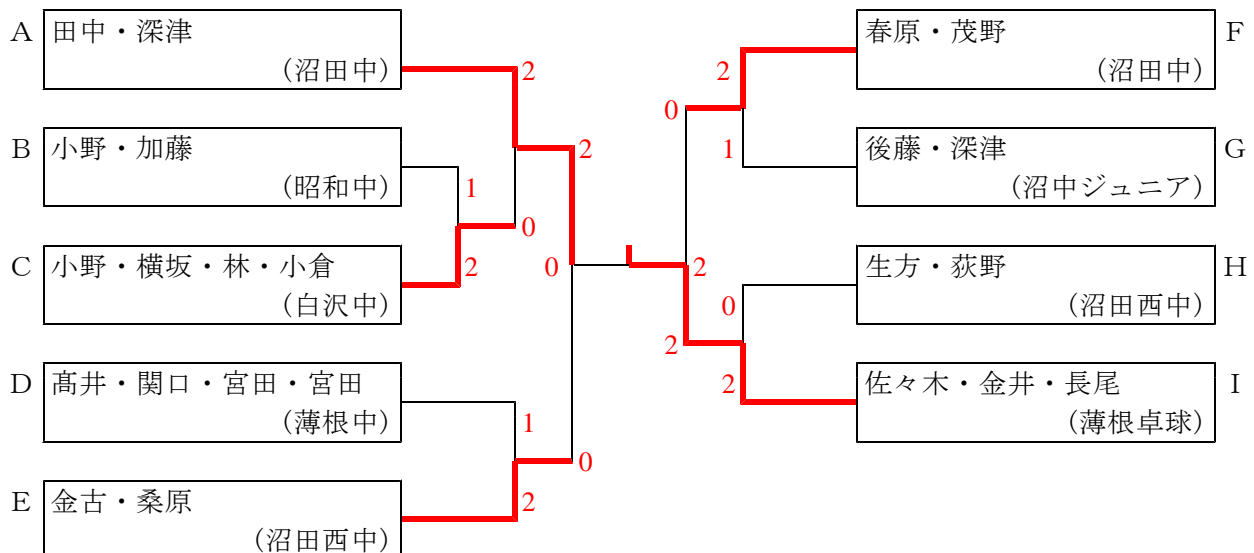 A 田中・深津
(沼田中)
B 小野・加藤
(昭和中)
C 小野・横坂・林・小倉
(白沢中)
D 髙井・関口・宮田・宮田
(薄根中)
E 金古・桑原
(沼田西中)
2
2
1
0
2
0
1
0
2
春原・茂野 F
(沼田中)
後藤・深津 G
(沼中ジュニア)
生方・荻野 H
(沼田西中)
佐々木・金井・長尾 I
(薄根卓球)
2
0
1
2
0
2
2